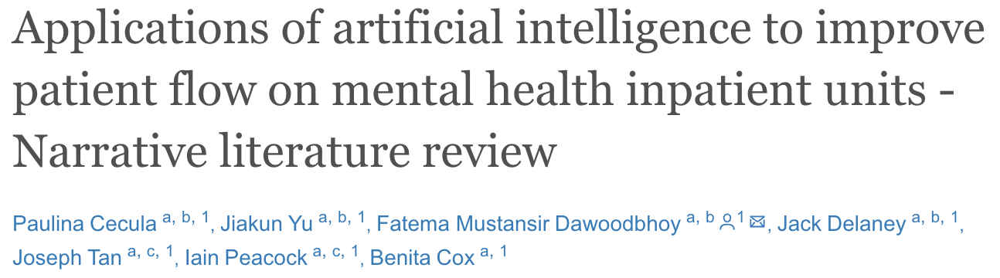 Applications of artificial intelligence to improve
patient flow on mental health inpatient units -
Narrative literature review
Paulina Cecula a, b, 1, Jiakun Yu a, b, 1, Fatema Mustansir Dawoodbhoy a, b 1, Jack Delaney a, b, 1,
Joseph Tan a, c, 1, Iain Peacock a, c, 1, Benita Cox a, 1